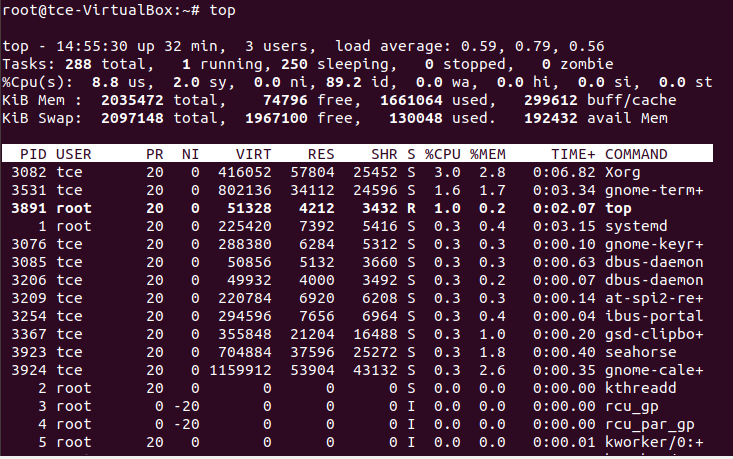 root@tce-VirtualBox:~# top
top - 14:55:30 up 32 min,  3 users,  load average: 0.59, 0.79, 0.56
Tasks: 288 total,   1 running, 250 sleeping,   0 stopped,   0 zombie
%Cpu(s):  8.8 us,  2.0 sy,  0.0 ni, 89.2 id,  0.0 wa,  0.0 hi,  0.0 si,  0.0 st
KiB Mem :  2035472 total,    74796 free,  1661064 used,   299612 buff/cache
KiB Swap:  2097148 total,  1967100 free,   130048 used.   192432 avail Mem
PID USER      PR  NI    VIRT    RES    SHR S %CPU %MEM     TIME+ COMMAND
3082 tce       20   0  416052  57804  25452 S  3.0  2.8   0:06.82 Xorg
3531 tce       20   0  802136  34112  24596 S  1.6  1.7   0:03.34 gnome-term+
3891 root      20   0   51328   4212   3432 R  1.0  0.2   0:02.07 top
1 root      20   0  225420   7392   5416 S  0.3  0.4   0:03.15 systemd
3076 tce       20   0  288380   6284   5312 S  0.3  0.3   0:00.10 gnome-keyr+
3085 tce       20   0   50856   5132   3660 S  0.3  0.3   0:00.63 dbus-daemon
3206 tce       20   0   49932   4000   3492 S  0.3  0.2   0:00.07 dbus-daemon
3209 tce       20   0  220784   6920   6208 S  0.3  0.3   0:00.14 at-spi2-re+
3254 tce       20   0  294596   7656   6964 S  0.3  0.4   0:00.04 ibus-portal
3367 tce       20   0  355848  21204  16488 S  0.3  1.0   0:00.20 gsd-clipbo+
3923 tce       20   0  704884  37596  25272 S  0.3  1.8   0:00.40 seahorse
3924 tce       20   0 1159912  53904  43132 S  0.3  2.6   0:00.35 gnome-cale+
2 root      20   0       0      0      0 S  0.0  0.0   0:00.00 kthreadd
3 root       0 -20       0      0      0 I  0.0  0.0   0:00.00 rcu_gp
4 root       0 -20       0      0      0 I  0.0  0.0   0:00.00 rcu_par_gp
5 root      20   0       0      0      0 I  0.0  0.0   0:00.01 kworker/0:+